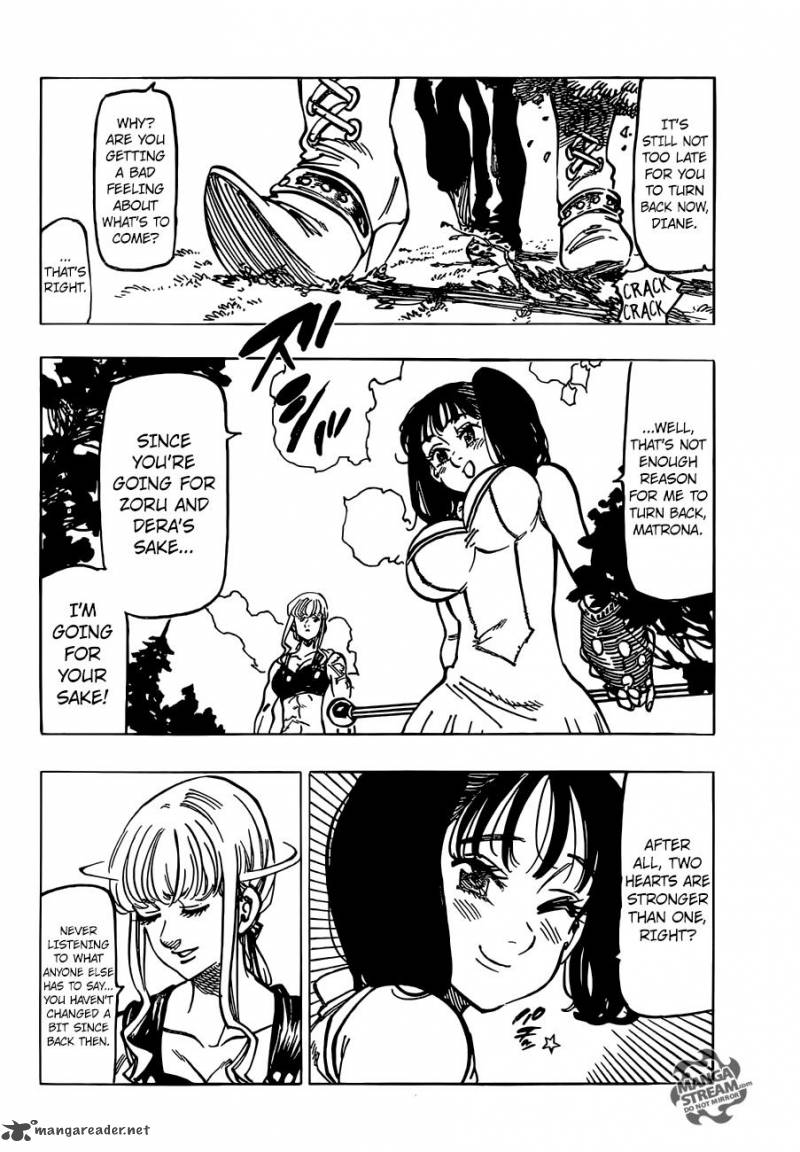 IT'S
STILL NOT
TOO LATE
FOR YOU
TO TURN
BACK NOW,
DIANE.
WHY?
ARE YOU
GETTING
A BAD
FEELING
ABOUT
WHAT'S TO
COME?
...
THAT'S
RIGHT.
CRACK
CRACK
ズン
...WELL,
THAT'S NOT
ENOUGH
REASON
FOR ME TO
TURN BACK,
MATRONA.
SINCE
YOU'RE
GOING FOR
ZORU AND
DERA'S
SAKE...
I'M
GOING
FOR
YOUR
SAKE!
AFTER
ALL, TWO
HEARTS ARE
STRONGER
THAN ONE,
RIGHT?
NEVER
LISTENING
TO WHAT
ANYONE ELSE
HAS TO SAY...
YOU HAVEN'T
CHANGED A
BIT SINCE
BACK THEN.
MANGA
STREAM.com
DO NOT MIRROR
mangareader.net